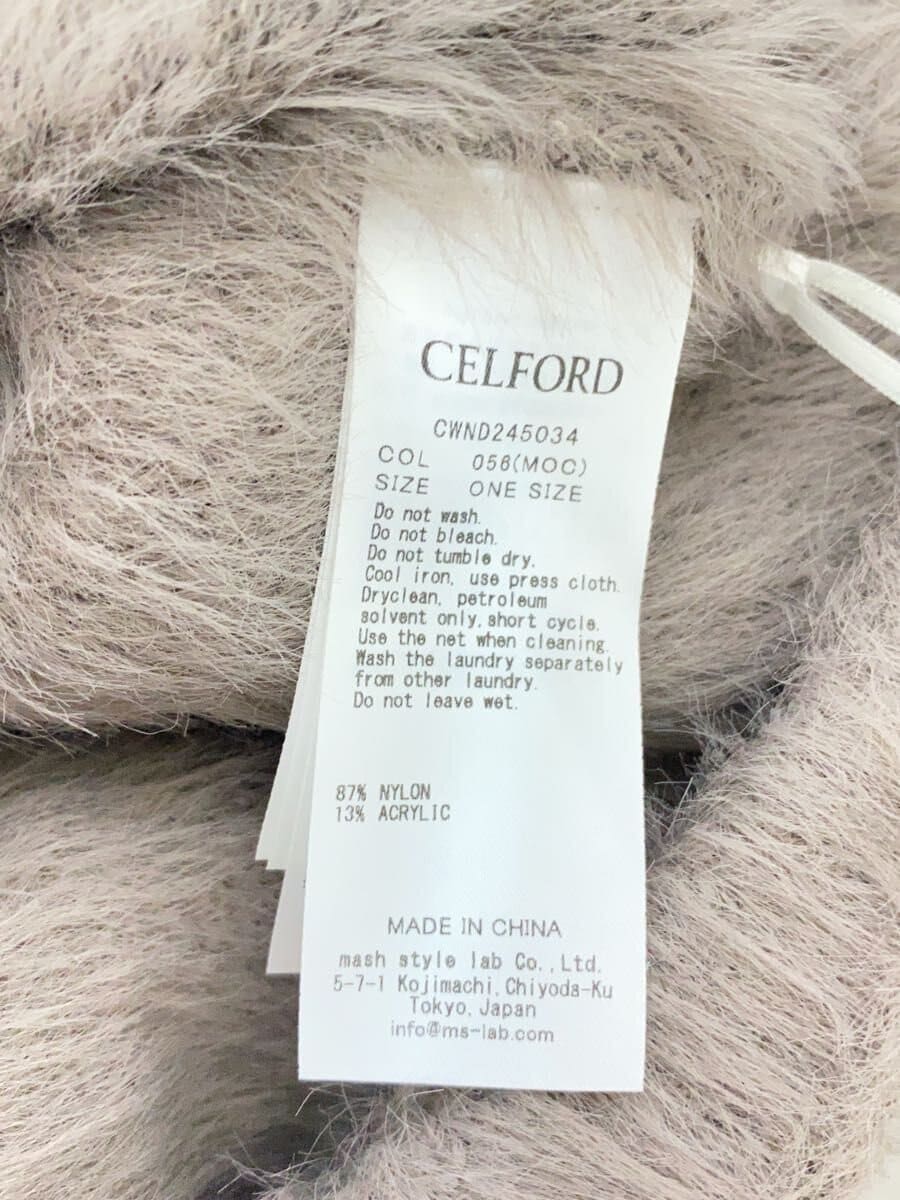 CELFORD
CWND245034
COL 056(MOC)
SIZE ONE SIZE
Do not wash.
Do not bleach.
Do not tumble dry.
Cool iron, use press cloth.
Dryclean, petroleum
solvent only, short cycle.
Use the net when cleaning.
Wash the laundry separately
from other laundry.
Do not leave wet.
87% NYLON
13% ACRYLIC
MADE IN CHINA
mash style lab Co.,Ltd.
5-7-1 Kojimachi, Chiyoda-Ku
Tokyo, Japan
info@ms-lab.com